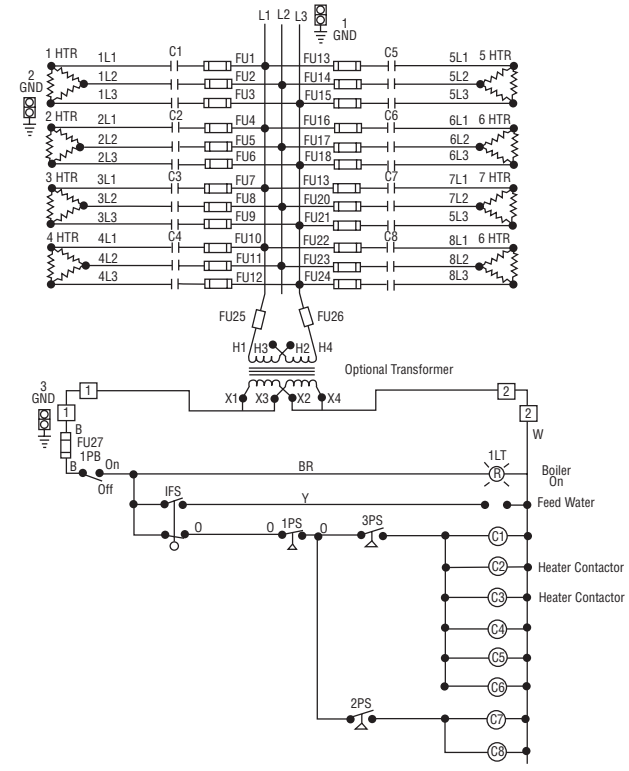 L1 L2 L3
1
GND
1 HTR 1L1 C1 FU1 FU13 C5 5L1 5 HTR
2
GND
1L2 FU2 FU14 5L2
1L3 FU3 FU15 5L3
2 HTR 2L1 C2 FU4 FU16 C6 6L1 6 HTR
2L2 FU5 FU17 6L2
2L3 FU6 FU18 6L3
3 HTR 3L1 C3 FU7 FU13 C7 7L1 7 HTR
3L2 FU8 FU20 7L2
3L3 FU9 FU21 5L3
4 HTR 4L1 C4 FU10 FU22 C8 8L1 6 HTR
4L2 FU11 FU23 8L2
4L3 FU12 FU24 8L3
FU25 FU26
H1 H3 H2 H4
Optional Transformer
3
GND
1 X1 X3 X2 X4 2
1 2
B W
FU27
1PB
B On BR 1LT R Boiler
On
Off
IFS Y Feed Water
O O 1PS O 3PS C1
C2 Heater Contactor
C3 Heater Contactor
C4
C5
C6
2PS C7
C8